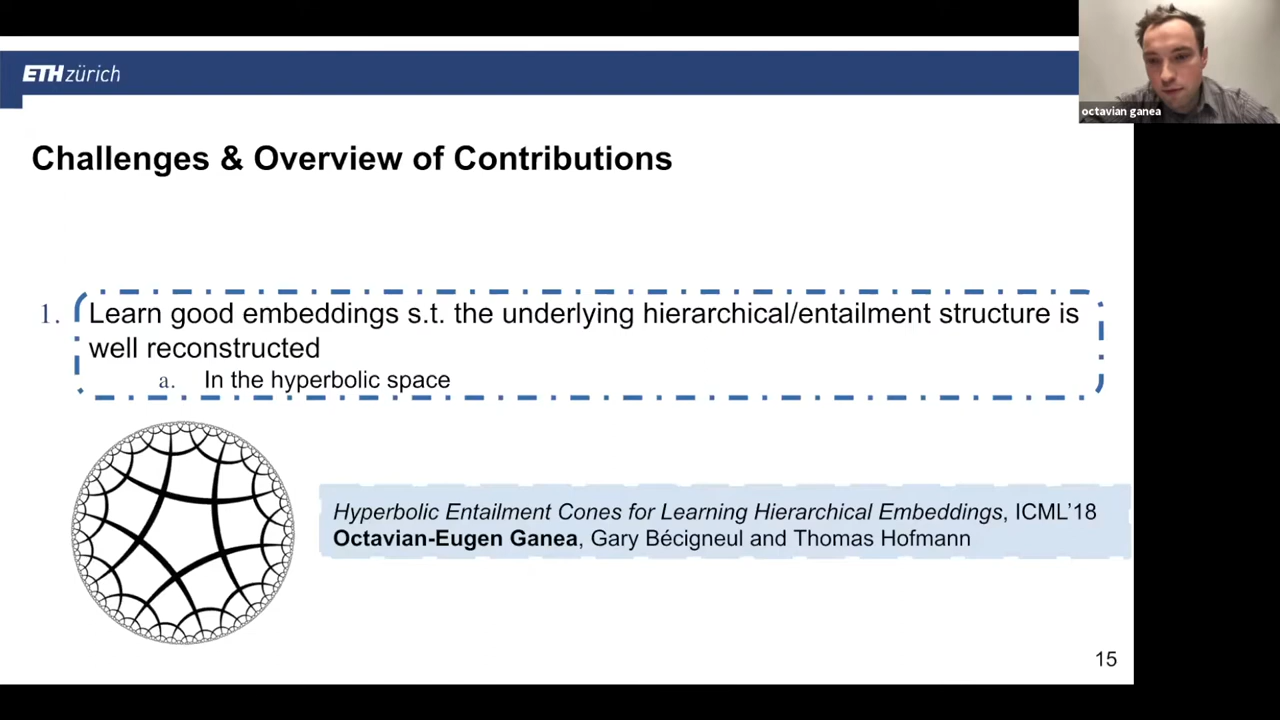 ETH zürich
octavian ganea
Challenges & Overview of Contributions
1. Learn good embeddings s.t. the underlying hierarchical/entailment structure is
well reconstructed
a. In the hyperbolic space
Hyperbolic Entailment Cones for Learning Hierarchical Embeddings, ICML'18
Octavian-Eugen Ganea, Gary Bécigneul and Thomas Hofmann
15